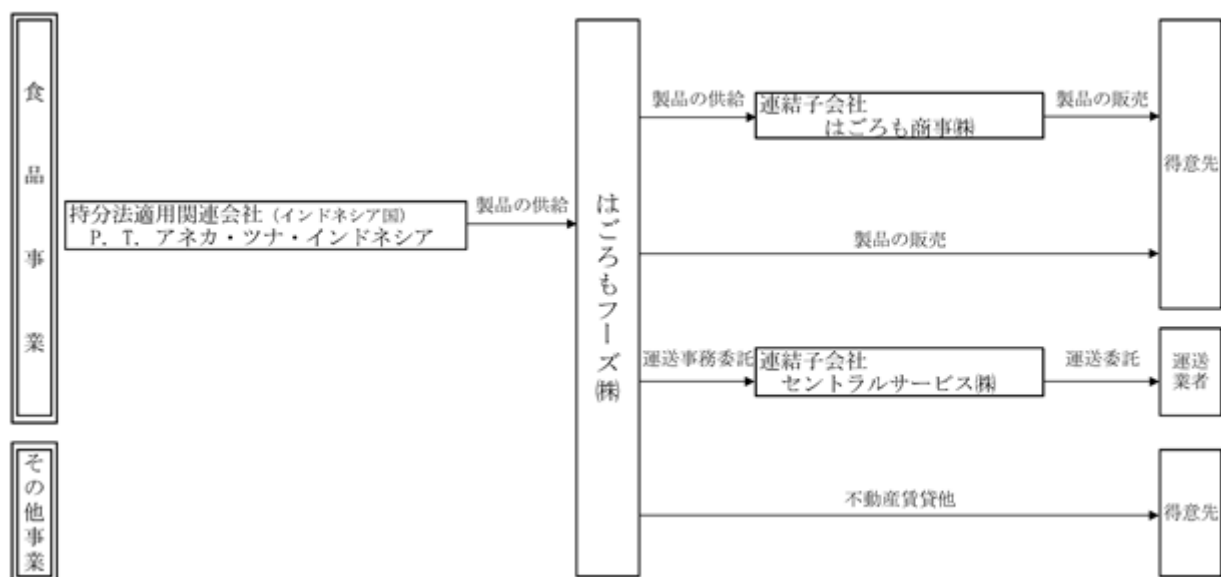 食品事業
持分法適用関連会社（インドネシア国）
P．T．アネカ・ツナ・インドネシア
製品の供給
はごろもフーズ㈱
製品の供給
連結子会社
はごろも商事㈱
製品の販売
得意先
製品の販売
運送事務委託
連結子会社
セントラルサービス㈱
運送委託
運送
業者
その他事業
不動産賃貸他
得意先